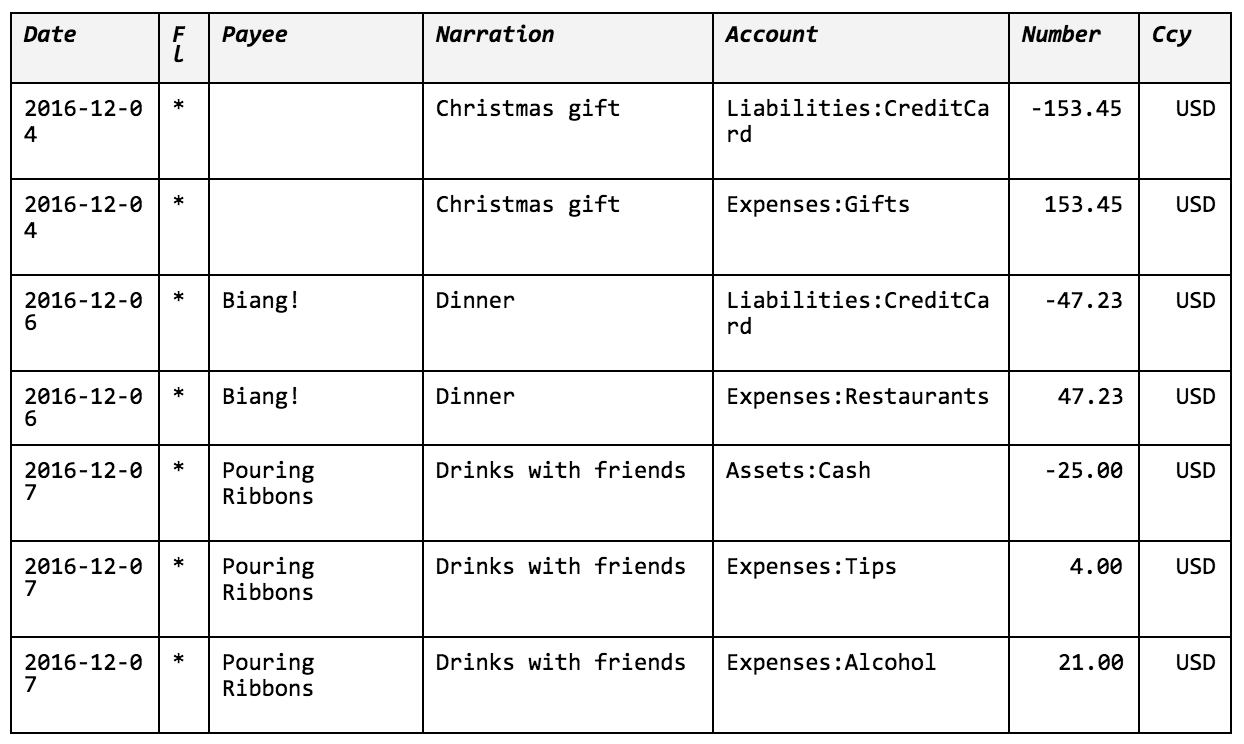 Date Fl Payee Narration Account Number Ccy
2016-12-04 * Christmas gift Liabilities:CreditCard -153.45 USD
2016-12-04 * Christmas gift Expenses:Gifts 153.45 USD
2016-12-06 * Biang! Dinner Liabilities:CreditCard -47.23 USD
2016-12-06 * Biang! Dinner Expenses:Restaurants 47.23 USD
2016-12-07 * Pouring Ribbons Drinks with friends Assets:Cash -25.00 USD
2016-12-07 * Pouring Ribbons Drinks with friends Expenses:Tips 4.00 USD
2016-12-07 * Pouring Ribbons Drinks with friends Expenses:Alcohol 21.00 USD